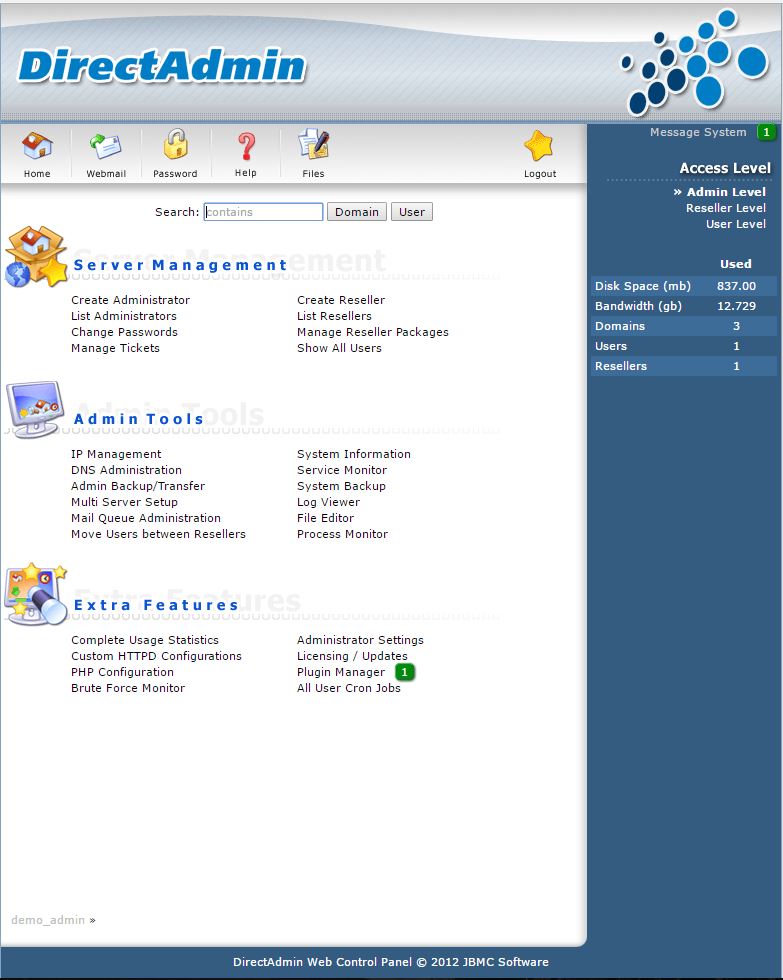 DirectAdmin
Message System 1
Home Webmail Password Help Files Logout
Access Level
» Admin Level
Reseller Level
User Level
Search: contains Domain User
Used
Disk Space (mb) 837.00
Bandwidth (gb) 12.729
Domains 3
Users 1
Resellers 1
Server Management
Create Administrator Create Reseller
List Administrators List Resellers
Change Passwords Manage Reseller Packages
Manage Tickets Show All Users
Admin Tools
IP Management System Information
DNS Administration Service Monitor
Admin Backup/Transfer System Backup
Multi Server Setup Log Viewer
Mail Queue Administration File Editor
Move Users between Resellers Process Monitor
Extra Features
Complete Usage Statistics Administrator Settings
Custom HTTPD Configurations Licensing / Updates
PHP Configuration Plugin Manager 1
Brute Force Monitor All User Cron Jobs
demo_admin »
DirectAdmin Web Control Panel © 2012 JBMC Software